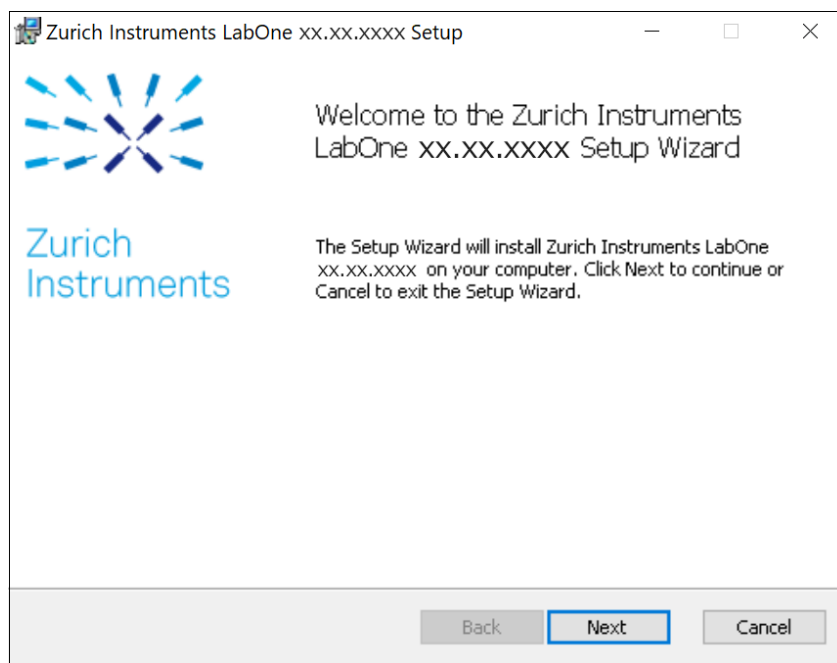 Zurich Instruments LabOne xx.xx.xxxx Setup
Welcome to the Zurich Instruments
LabOne xx.xx.xxxx Setup Wizard
Zurich
Instruments
The Setup Wizard will install Zurich Instruments LabOne
xx.xx.xxxx on your computer. Click Next to continue or
Cancel to exit the Setup Wizard.
Back Next Cancel